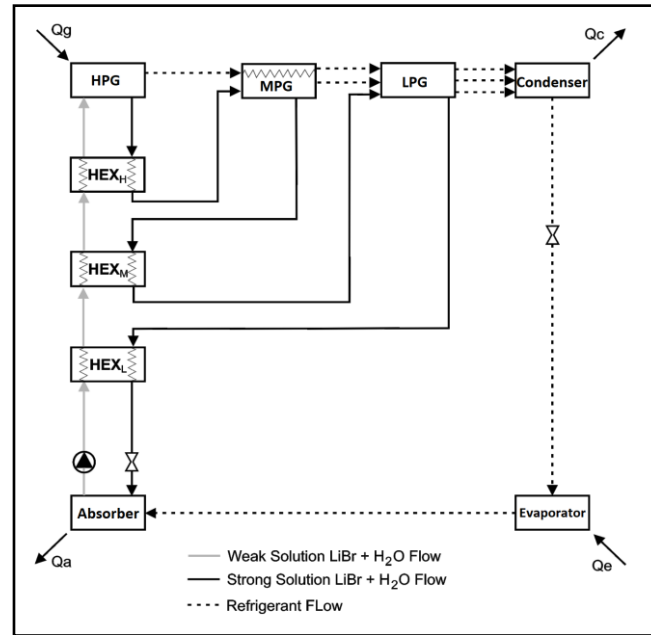 Qg
Qc
HPG
MPG
LPG
Condenser
HEXH
HEXM
HEXL
Absorber
Evaporator
Qa
Qe
Weak Solution LiBr + H2O Flow
Strong Solution LiBr + H2O Flow
Refrigerant FLow